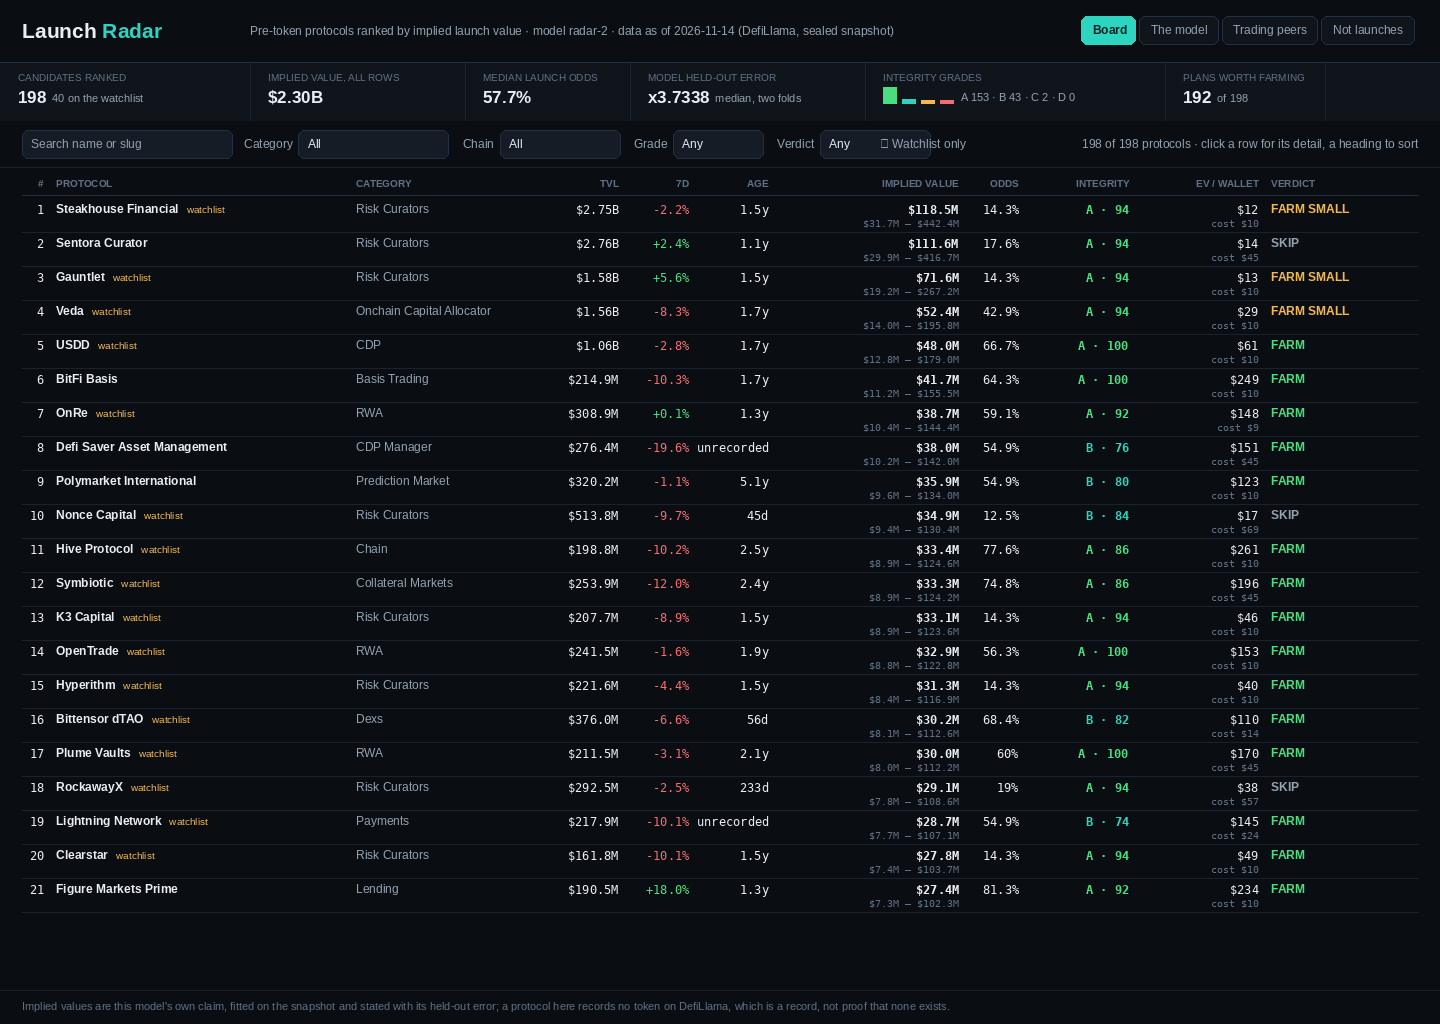 Launch Radar
Pre-token protocols ranked by implied launch value · model radar-2 · data as of 2026-11-14 (DefiLlama, sealed snapshot)
Board The model Trading peers Not launches
CANDIDATES RANKED IMPLIED VALUE, ALL ROWS MEDIAN LAUNCH ODDS MODEL HELD-OUT ERROR INTEGRITY GRADES PLANS WORTH FARMING
198 40 on the watchlist $2.30B 57.7% x3.7338 median, two folds A 153 · B 43 · C 2 · D 0 192 of 198
Search name or slug Category All Chain All Grade Any Verdict Any Watchlist only 198 of 198 protocols · click a row for its detail, a heading to sort
# PROTOCOL CATEGORY TVL 7D AGE IMPLIED VALUE ODDS INTEGRITY EV / WALLET VERDICT
1 Steakhouse Financial watchlist Risk Curators $2.75B -2.2% 1.5y $118.5M 14.3% A · 94 $12 FARM SMALL
$31.7M – $442.4M cost $10
2 Sentora Curator Risk Curators $2.76B +2.4% 1.1y $111.6M 17.6% A · 94 $14 SKIP
$29.9M – $416.7M cost $45
3 Gauntlet watchlist Risk Curators $1.58B +5.6% 1.5y $71.6M 14.3% A · 94 $13 FARM SMALL
$19.2M – $267.2M cost $10
4 Veda watchlist Onchain Capital Allocator $1.56B -8.3% 1.7y $52.4M 42.9% A · 94 $29 FARM SMALL
$14.0M – $195.8M cost $10
5 USDD watchlist CDP $1.06B -2.8% 1.7y $48.0M 66.7% A · 100 $61 FARM
$12.8M – $179.0M cost $10
6 BitFi Basis Basis Trading $214.9M -10.3% 1.7y $41.7M 64.3% A · 100 $249 FARM
$11.2M – $155.5M cost $10
7 OnRe watchlist RWA $308.9M +0.1% 1.3y $38.7M 59.1% A · 92 $148 FARM
$10.4M – $144.4M cost $9
8 Defi Saver Asset Management CDP Manager $276.4M -19.6% unrecorded $38.0M 54.9% B · 76 $151 FARM
$10.2M – $142.0M cost $45
9 Polymarket International Prediction Market $320.2M -1.1% 5.1y $35.9M 54.9% B · 80 $123 FARM
$9.6M – $134.0M cost $10
10 Nonce Capital watchlist Risk Curators $513.8M -9.7% 45d $34.9M 12.5% B · 84 $17 SKIP
$9.4M – $130.4M cost $69
11 Hive Protocol watchlist Chain $198.8M -10.2% 2.5y $33.4M 77.6% A · 86 $261 FARM
$8.9M – $124.6M cost $10
12 Symbiotic watchlist Collateral Markets $253.9M -12.0% 2.4y $33.3M 74.8% A · 86 $196 FARM
$8.9M – $124.2M cost $45
13 K3 Capital watchlist Risk Curators $207.7M -8.9% 1.5y $33.1M 14.3% A · 94 $46 FARM
$8.9M – $123.6M cost $10
14 OpenTrade watchlist RWA $241.5M -1.6% 1.9y $32.9M 56.3% A · 100 $153 FARM
$8.8M – $122.8M cost $10
15 Hyperithm watchlist Risk Curators $221.6M -4.4% 1.5y $31.3M 14.3% A · 94 $40 FARM
$8.4M – $116.9M cost $10
16 Bittensor dTAO watchlist Dexs $376.0M -6.6% 56d $30.2M 68.4% B · 82 $110 FARM
$8.1M – $112.6M cost $14
17 Plume Vaults watchlist RWA $211.5M -3.1% 2.1y $30.0M 60% A · 100 $170 FARM
$8.0M – $112.2M cost $45
18 RockawayX watchlist Risk Curators $292.5M -2.5% 233d $29.1M 19% A · 94 $38 SKIP
$7.8M – $108.6M cost $57
19 Lightning Network watchlist Payments $217.9M -10.1% unrecorded $28.7M 54.9% B · 74 $145 FARM
$7.7M – $107.1M cost $24
20 Clearstar watchlist Risk Curators $161.8M -10.1% 1.5y $27.8M 14.3% A · 94 $49 FARM
$7.4M – $103.7M cost $10
21 Figure Markets Prime Lending $190.5M +18.0% 1.3y $27.4M 81.3% A · 92 $234 FARM
$7.3M – $102.3M cost $10
Implied values are this model's own claim, fitted on the snapshot and stated with its held-out error; a protocol here records no token on DefiLlama, which is a record, not proof that none exists.